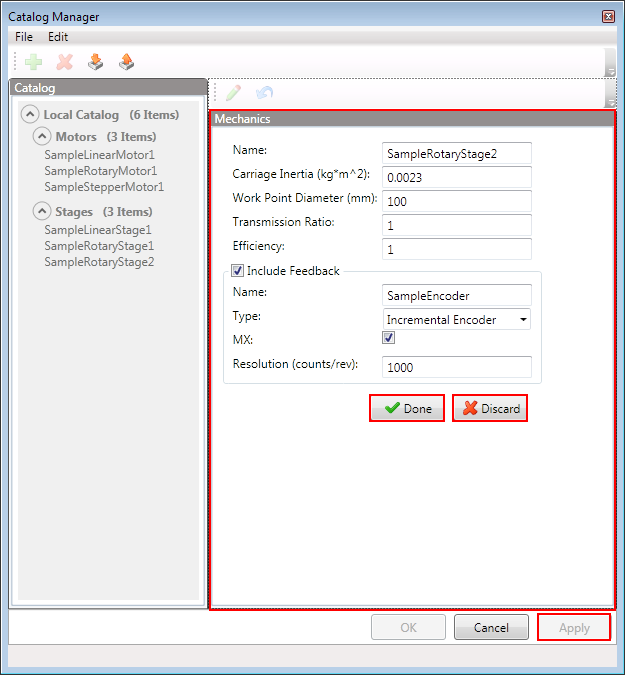 Catalog Manager
File Edit
Catalog
Local Catalog (6 Items)
Motors (3 Items)
SampleLinearMotor1
SampleRotaryMotor1
SampleStepperMotor1
Stages (3 Items)
SampleLinearStage1
SampleRotaryStage1
SampleRotaryStage2
Mechanics
Name: SampleRotaryStage2
Carriage Inertia (kg*m^2): 0.0023
Work Point Diameter (mm): 100
Transmission Ratio: 1
Efficiency: 1
Include Feedback
Name: SampleEncoder
Type: Incremental Encoder
MX:
Resolution (counts/rev): 1000
Done Discard
OK Cancel Apply